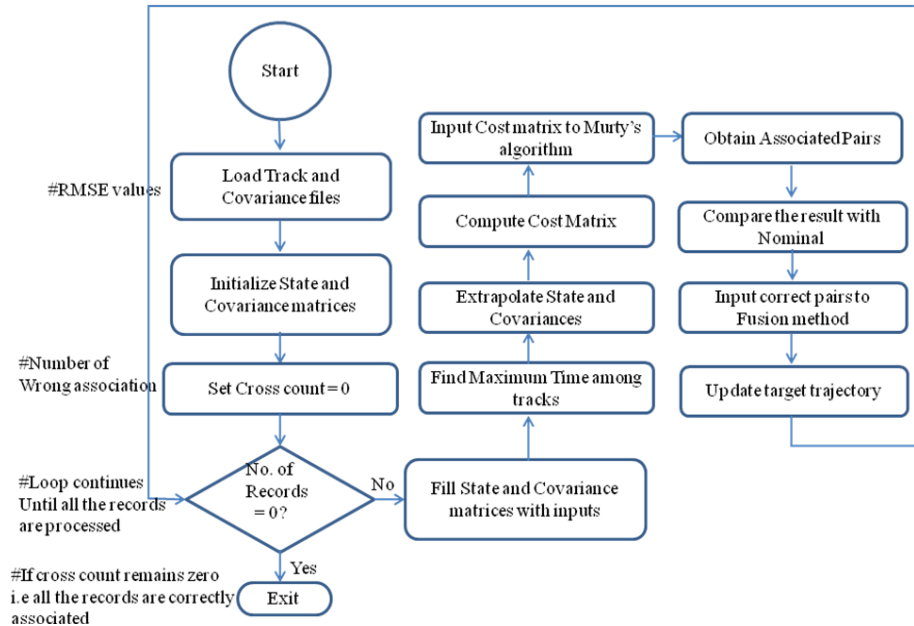 Start
#RMSE values
Load Track and
Covariance files
Initialize State and
Covariance matrices
#Number of
Wrong association
Set Cross count = 0
#Loop continues
Until all the records
are processed
No. of
Records
= 0?
No
Yes
#If cross count remains zero
i.e all the records are correctly
associated
Exit
Fill State and Covariance
matrices with inputs
Find Maximum Time among
tracks
Extrapolate State and
Covariances
Compute Cost Matrix
Input Cost matrix to Murty's
algorithm
Obtain Associated Pairs
Compare the result with
Nominal
Input correct pairs to
Fusion method
Update target trajectory